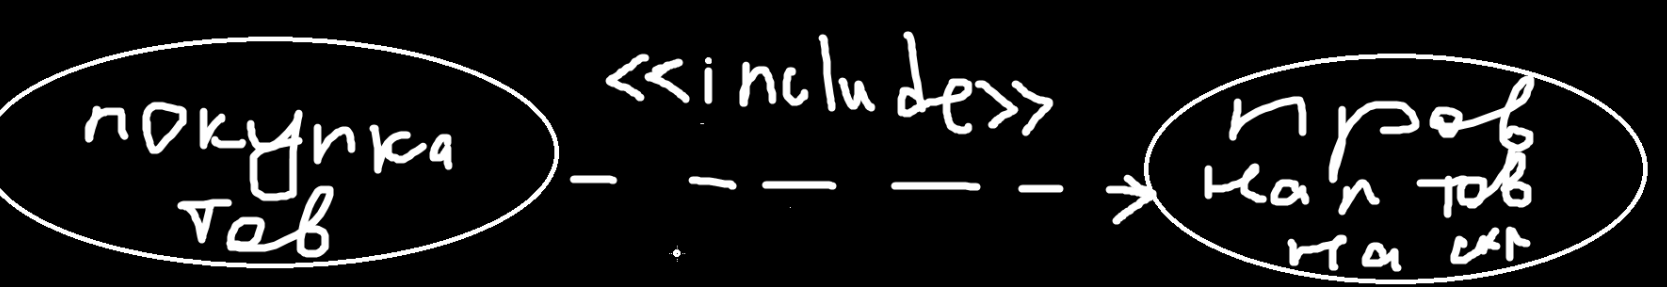 покупка
тов
<<include>>
пров
нал тов
на скл